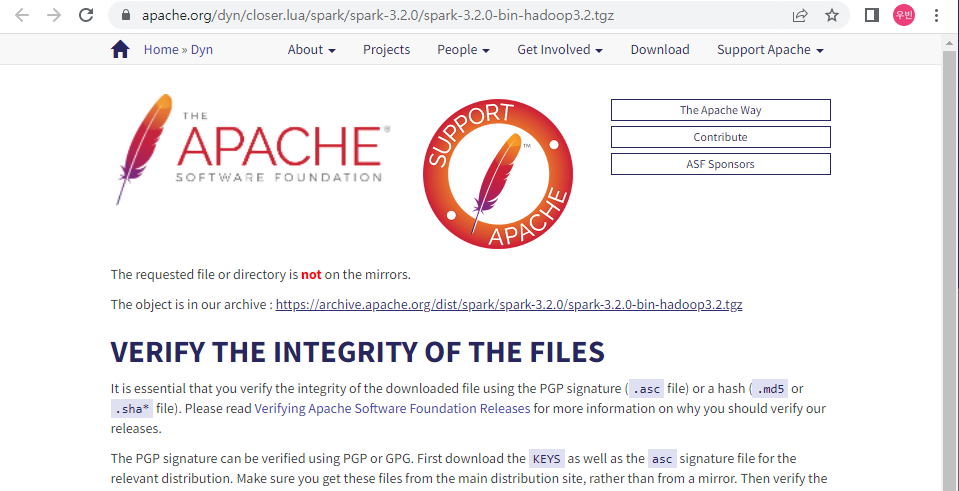 apache.org/dyn/closer.lua/spark/spark-3.2.0/spark-3.2.0-bin-hadoop3.2.tgz
우빈
Home » Dyn About Projects People Get Involved Download Support Apache
THE
APACHE®
SOFTWARE FOUNDATION
SUPPORT
APACHE
™
The Apache Way
Contribute
ASF Sponsors
The requested file or directory is not on the mirrors.
The object is in our archive : https://archive.apache.org/dist/spark/spark-3.2.0/spark-3.2.0-bin-hadoop3.2.tgz
VERIFY THE INTEGRITY OF THE FILES
It is essential that you verify the integrity of the downloaded file using the PGP signature ( .asc file) or a hash ( .md5 or
.sha* file). Please read Verifying Apache Software Foundation Releases for more information on why you should verify our
releases.
The PGP signature can be verified using PGP or GPG. First download the KEYS as well as the asc signature file for the
relevant distribution. Make sure you get these files from the main distribution site, rather than from a mirror. Then verify the